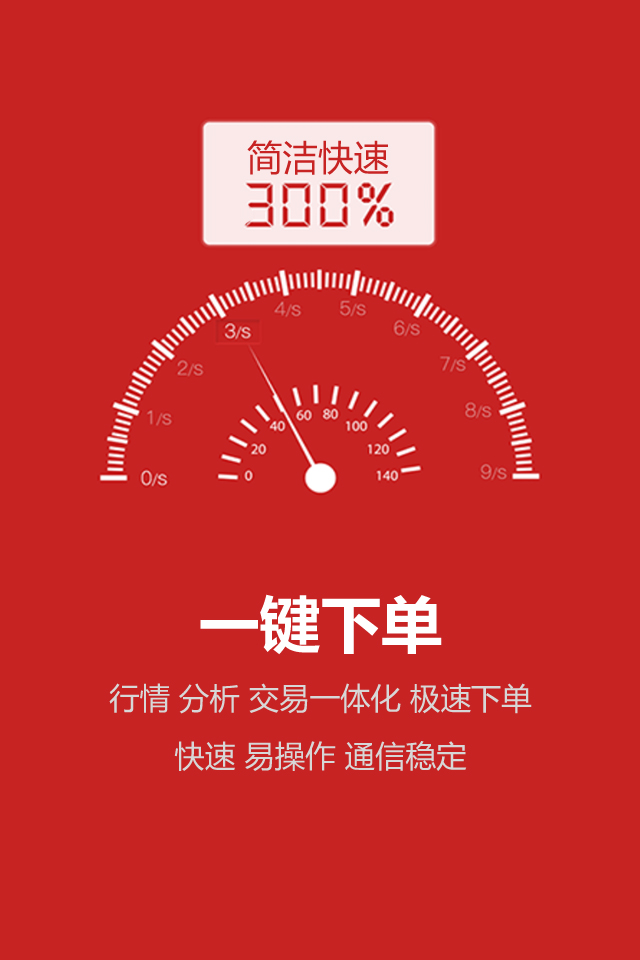 简洁快速
300%
0/s
1/s
2/s
3/s
4/s
5/s
6/s
7/s
8/s
9/s
0
20
40
60
80
100
120
140
一键下单
行情 分析 交易一体化 极速下单
快速 易操作 通信稳定